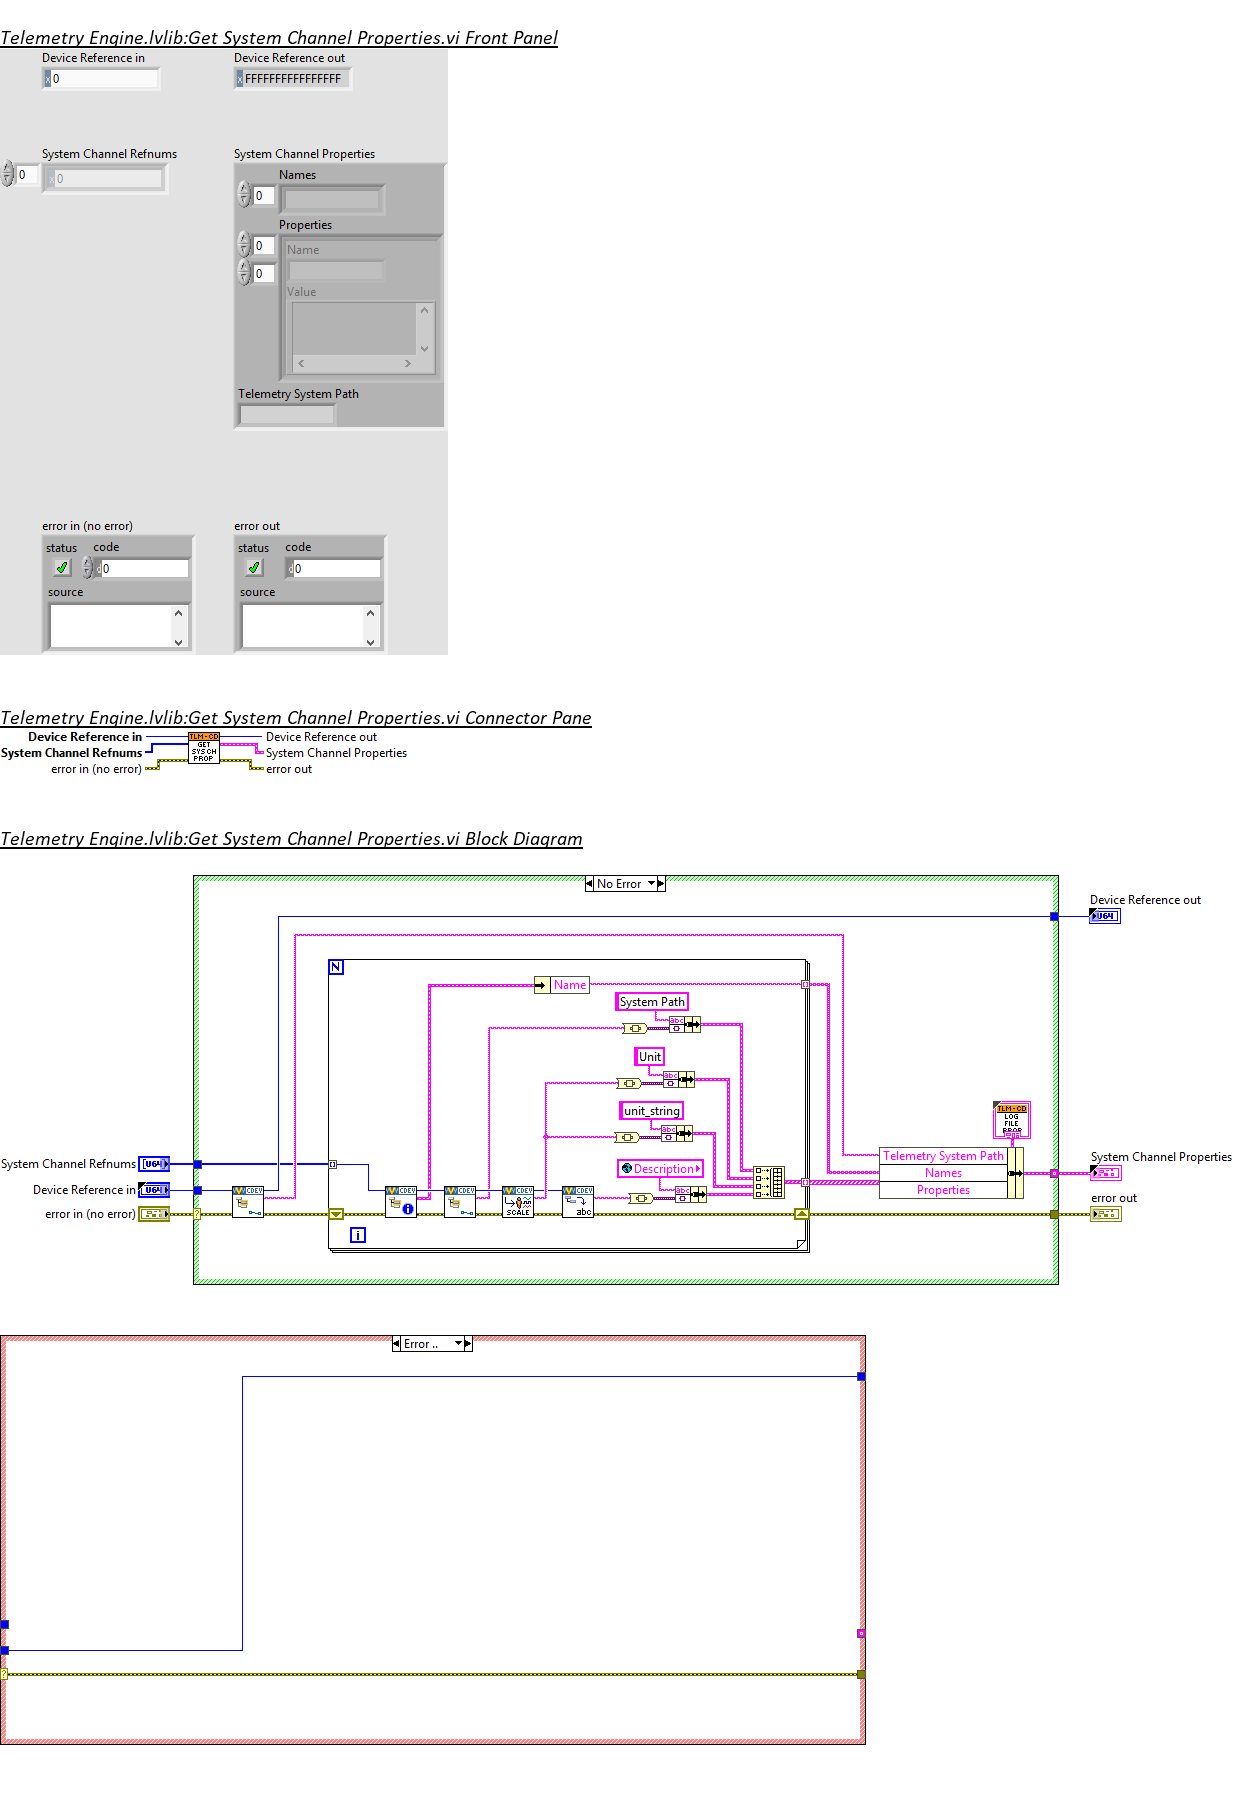 Telemetry Engine.lvlib:Get System Channel Properties.vi Front Panel
Device Reference in
Device Reference out
x 0
x FFFFFFFFFFFFFFFF
System Channel Refnums
System Channel Properties
0
x 0
Names
0
Properties
0
Name
0
Value
Telemetry System Path
error in (no error)
error out
status code
status code
d 0
d 0
source
source
Telemetry Engine.lvlib:Get System Channel Properties.vi Connector Pane
Device Reference in
TLM-CD
Device Reference out
System Channel Refnums
GET
SYS CH
PROP
System Channel Properties
error in (no error)
error out
Telemetry Engine.lvlib:Get System Channel Properties.vi Block Diagram
No Error
Device Reference out
U64
N
Name
System Path
abc
Unit
abc
unit_string
abc
TLM-CD
LOG
FILE
PROP
Telemetry System Path
Names
Properties
System Channel Refnums
[U64]
Device Reference in
U64
error in (no error)
?
CDEV
CDEV
i
CDEV
CDEV
SCALE
CDEV
abc
Description
abc
System Channel Properties
error out
i
Error ..
?